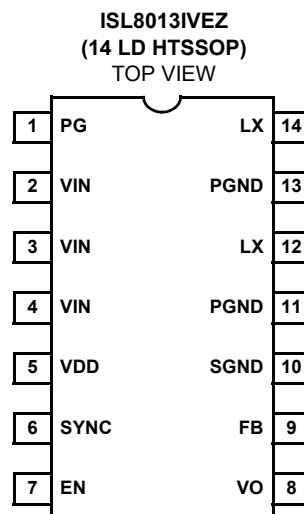 ISL8013IVEZ
(14 LD HTSSOP)
TOP VIEW
1 PG LX 14
2 VIN PGND 13
3 VIN LX 12
4 VIN PGND 11
5 VDD SGND 10
6 SYNC FB 9
7 EN VO 8